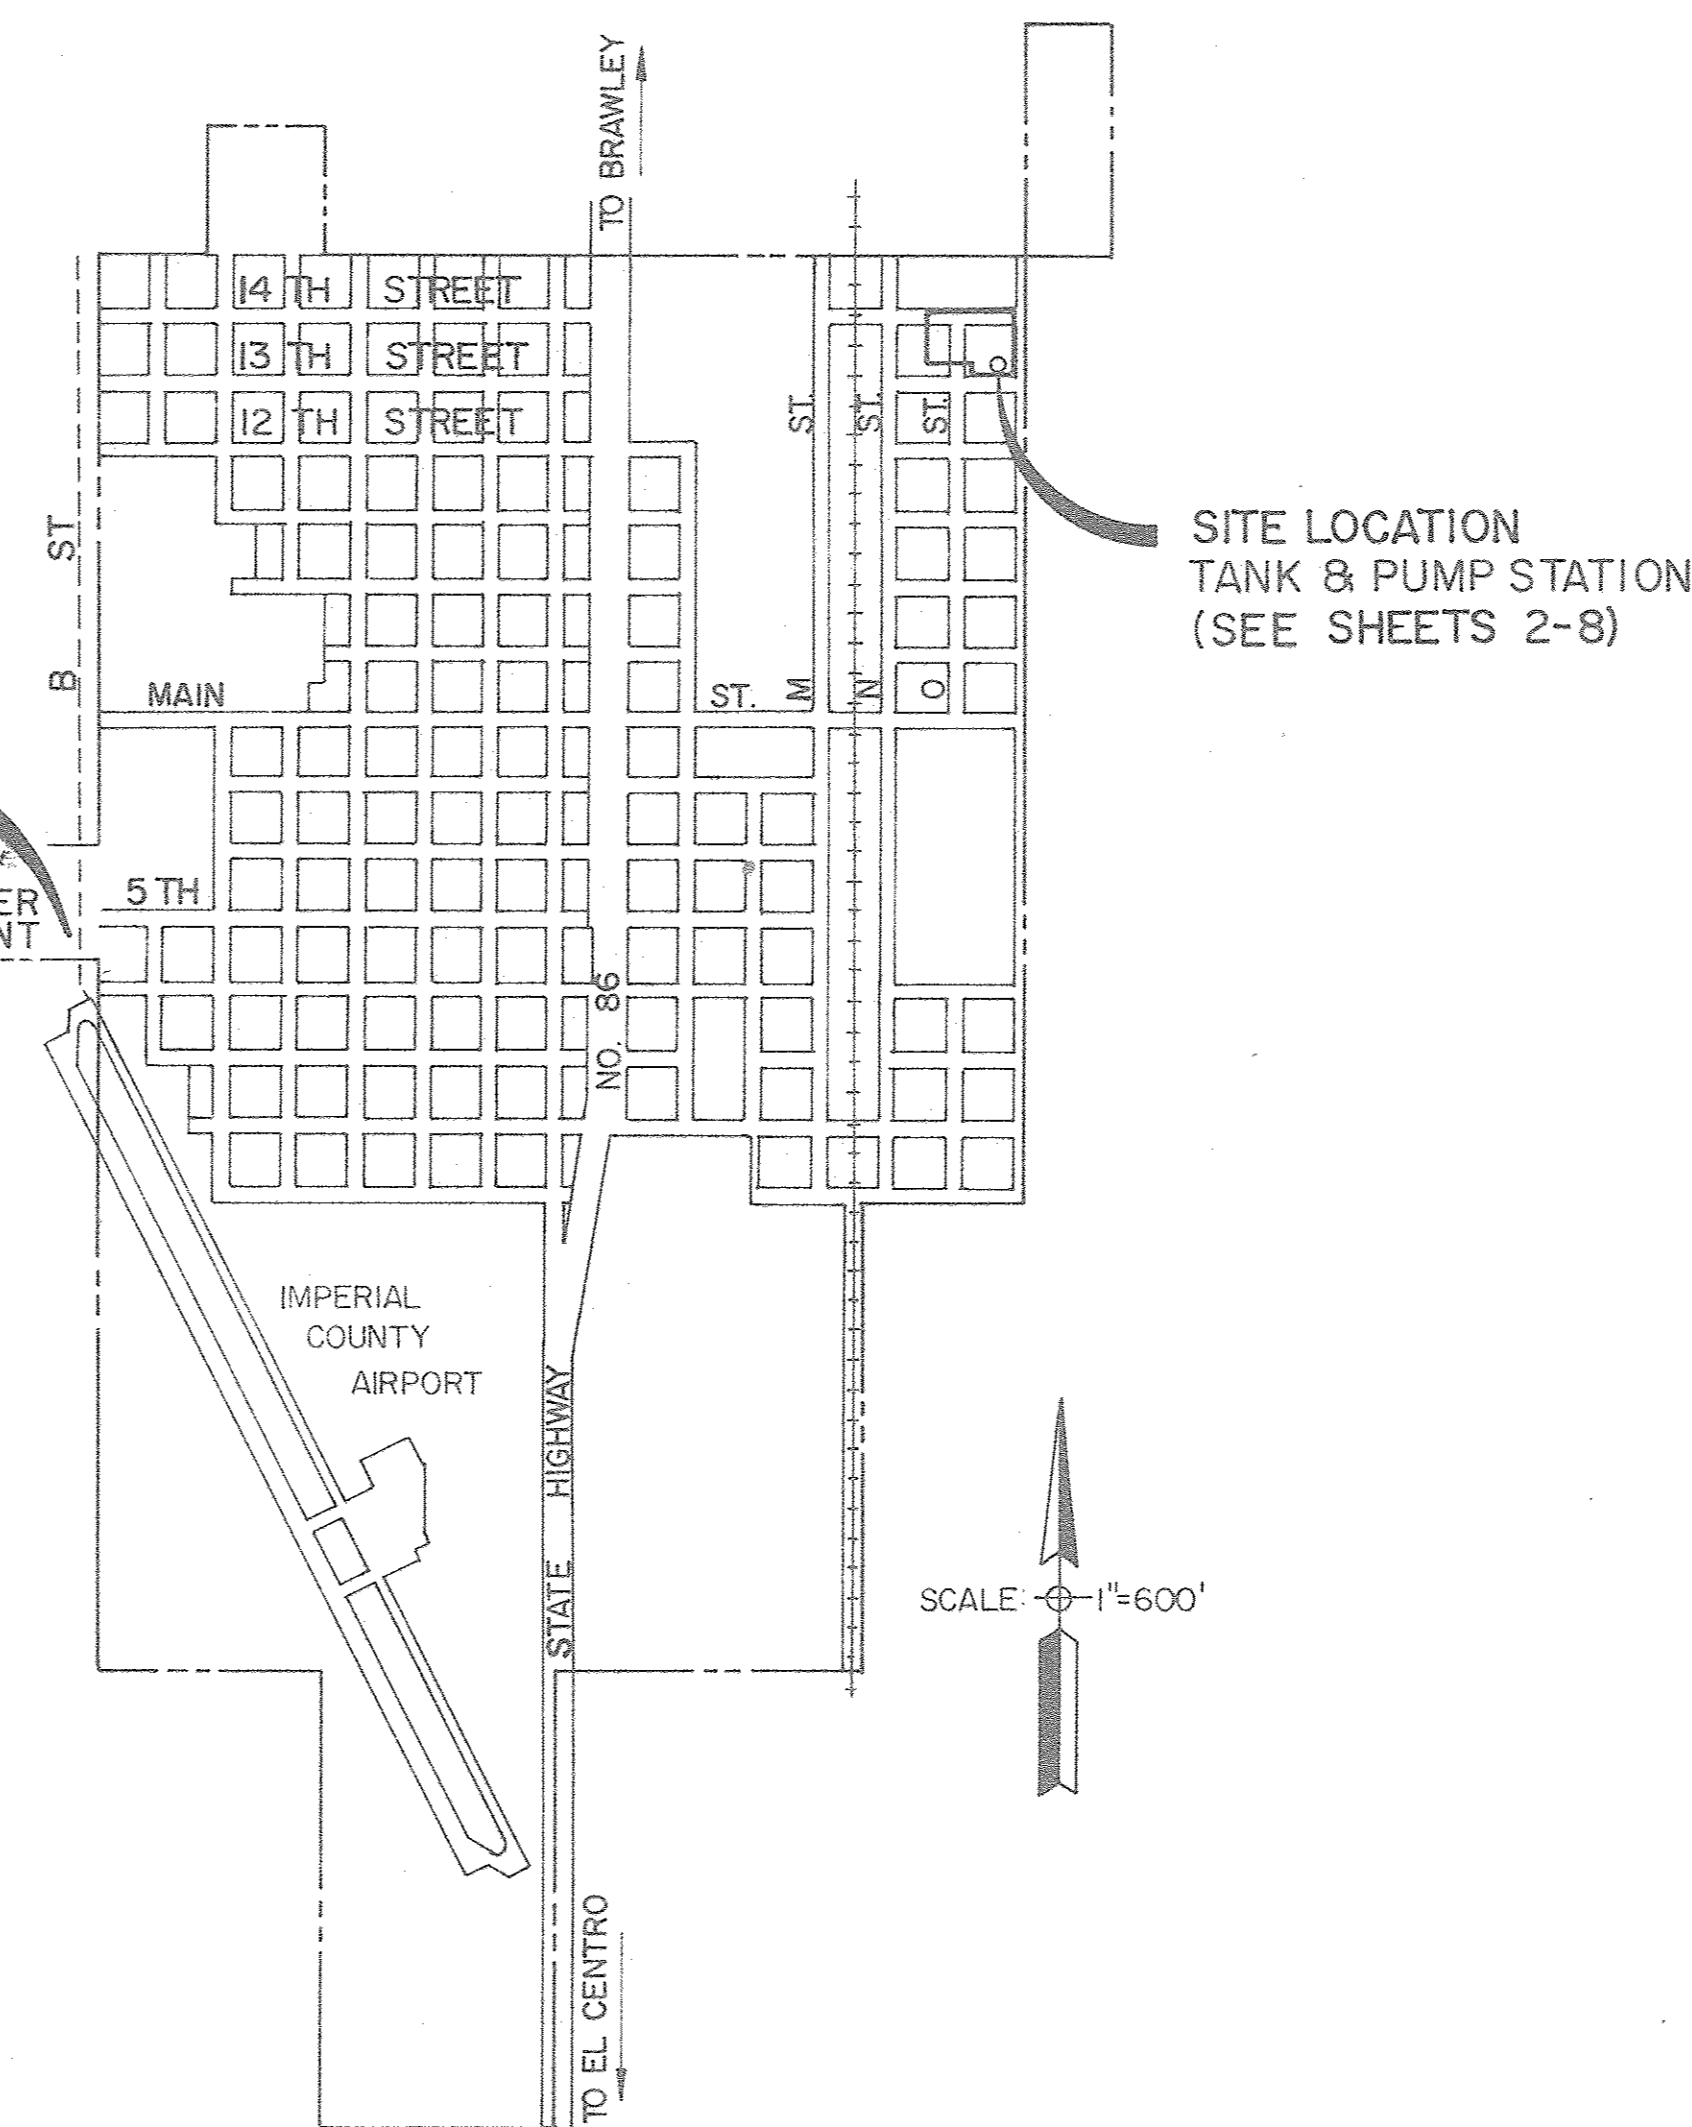 TO BRAWLEY
14 TH STREET
13 TH STREET
12 TH STREET
B ST
M ST.
N ST.
O ST.
SITE LOCATION
TANK & PUMP STATION
(SEE SHEETS 2-8)
MAIN ST.
5 TH
STATE HIGHWAY NO. 86
IMPERIAL
COUNTY
AIRPORT
SCALE: 1"=600'
TO EL CENTRO